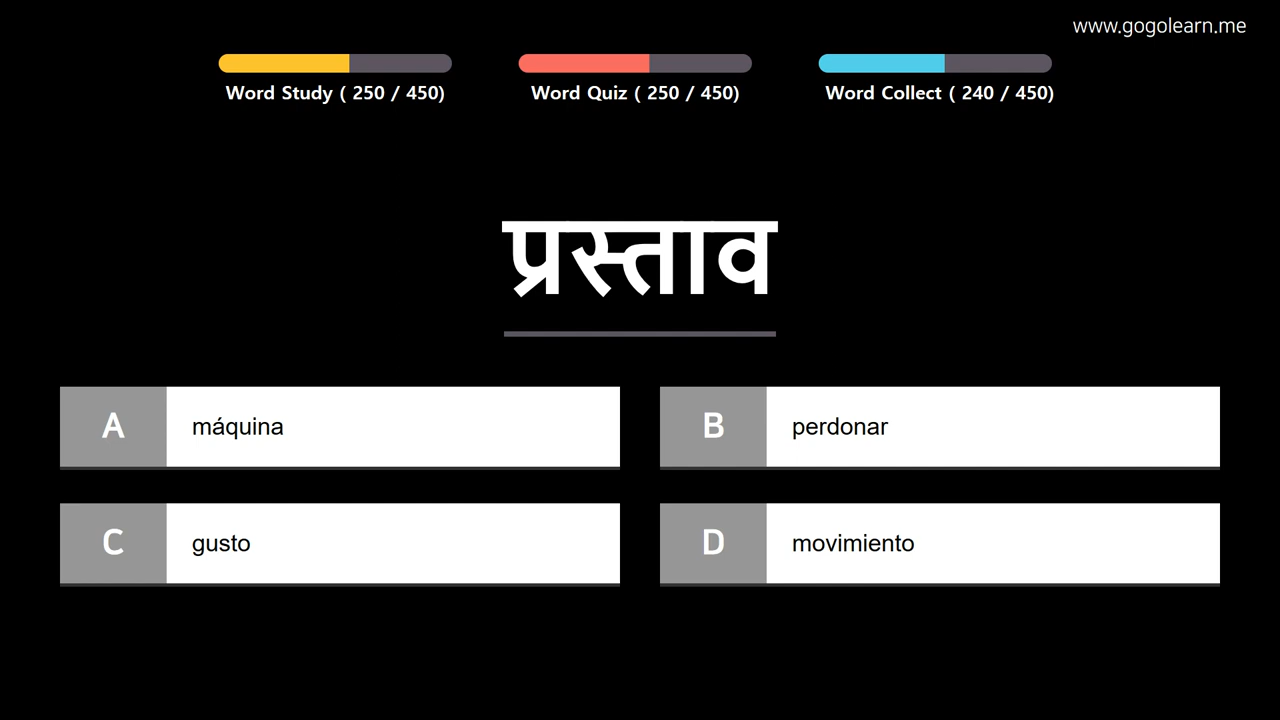 www.gogolearn.me
Word Study ( 250 / 450)
Word Quiz ( 250 / 450)
Word Collect ( 240 / 450)
प्रस्ताव
A máquina
B perdonar
C gusto
D movimiento